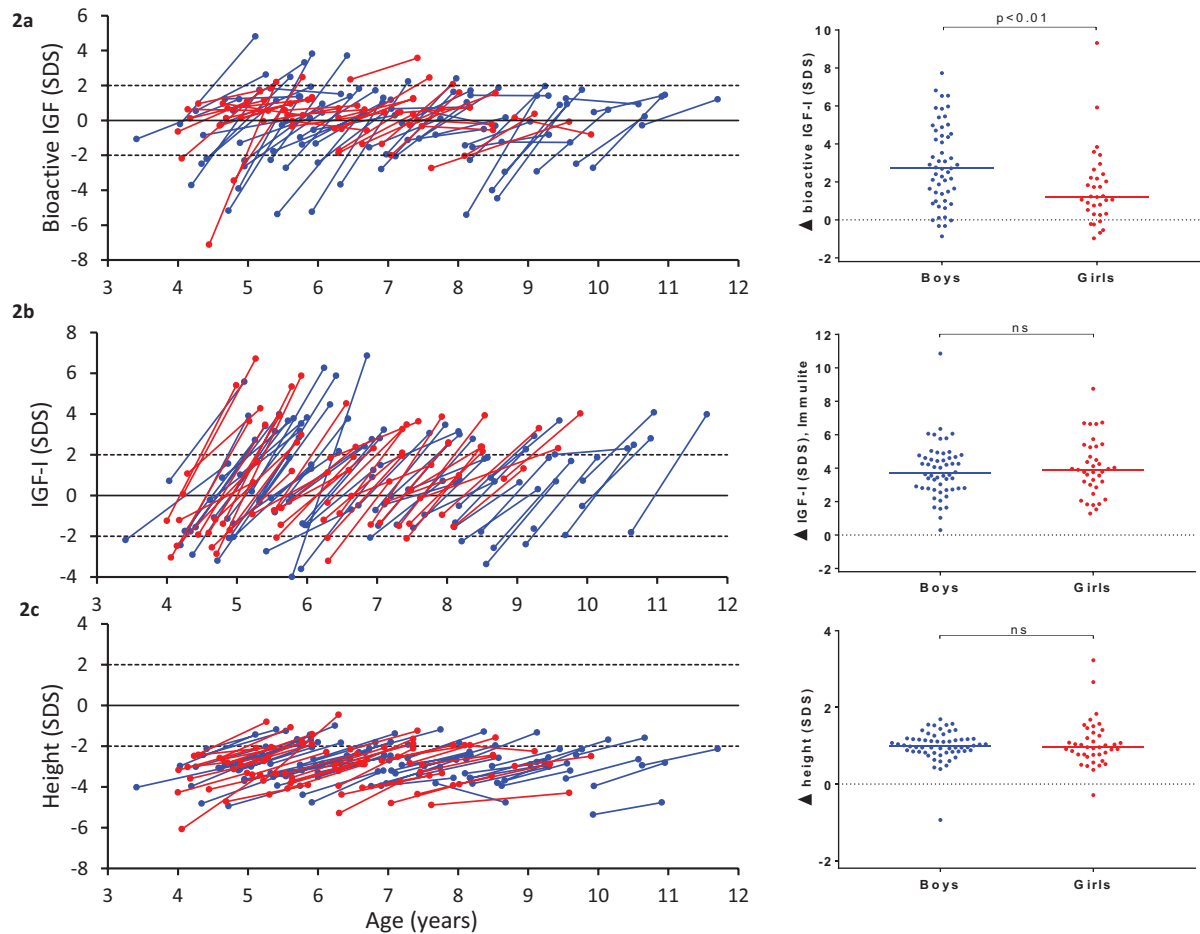 2a
Bioactive IGF (SDS)
6
4
2
0
-2
-4
-6
-8
3 4 5 6 7 8 9 10 11 12
p<0.01
▲ bioactive IGF-I (SDS)
10
8
6
4
2
0
-2
Boys Girls
2b
IGF-I (SDS)
8
6
4
2
0
-2
-4
3 4 5 6 7 8 9 10 11 12
ns
▲ IGF-I (SDS), Immulite
12
10
8
6
4
2
0
-2
Boys Girls
2c
Height (SDS)
4
2
0
-2
-4
-6
-8
3 4 5 6 7 8 9 10 11 12
Age (years)
ns
▲ height (SDS)
4
2
0
-2
Boys Girls